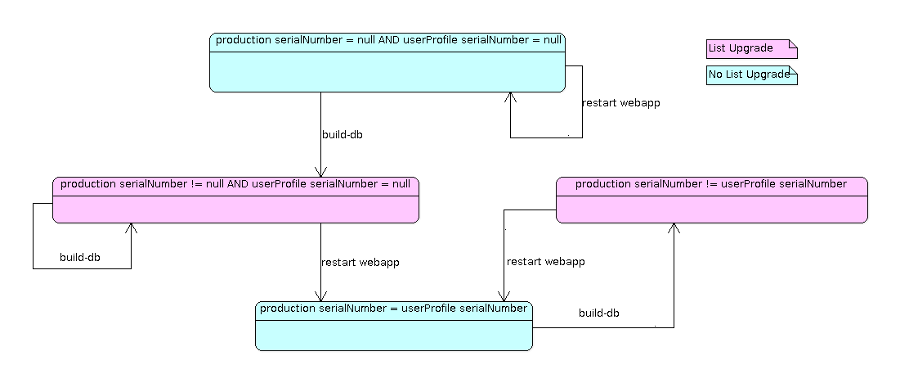 production serialNumber = null AND userProfile serialNumber = null
List Upgrade
No List Upgrade
restart webapp
build-db
production serialNumber != null AND userProfile serialNumber = null
production serialNumber != userProfile serialNumber
build-db
restart webapp
restart webapp
production serialNumber = userProfile serialNumber
build-db